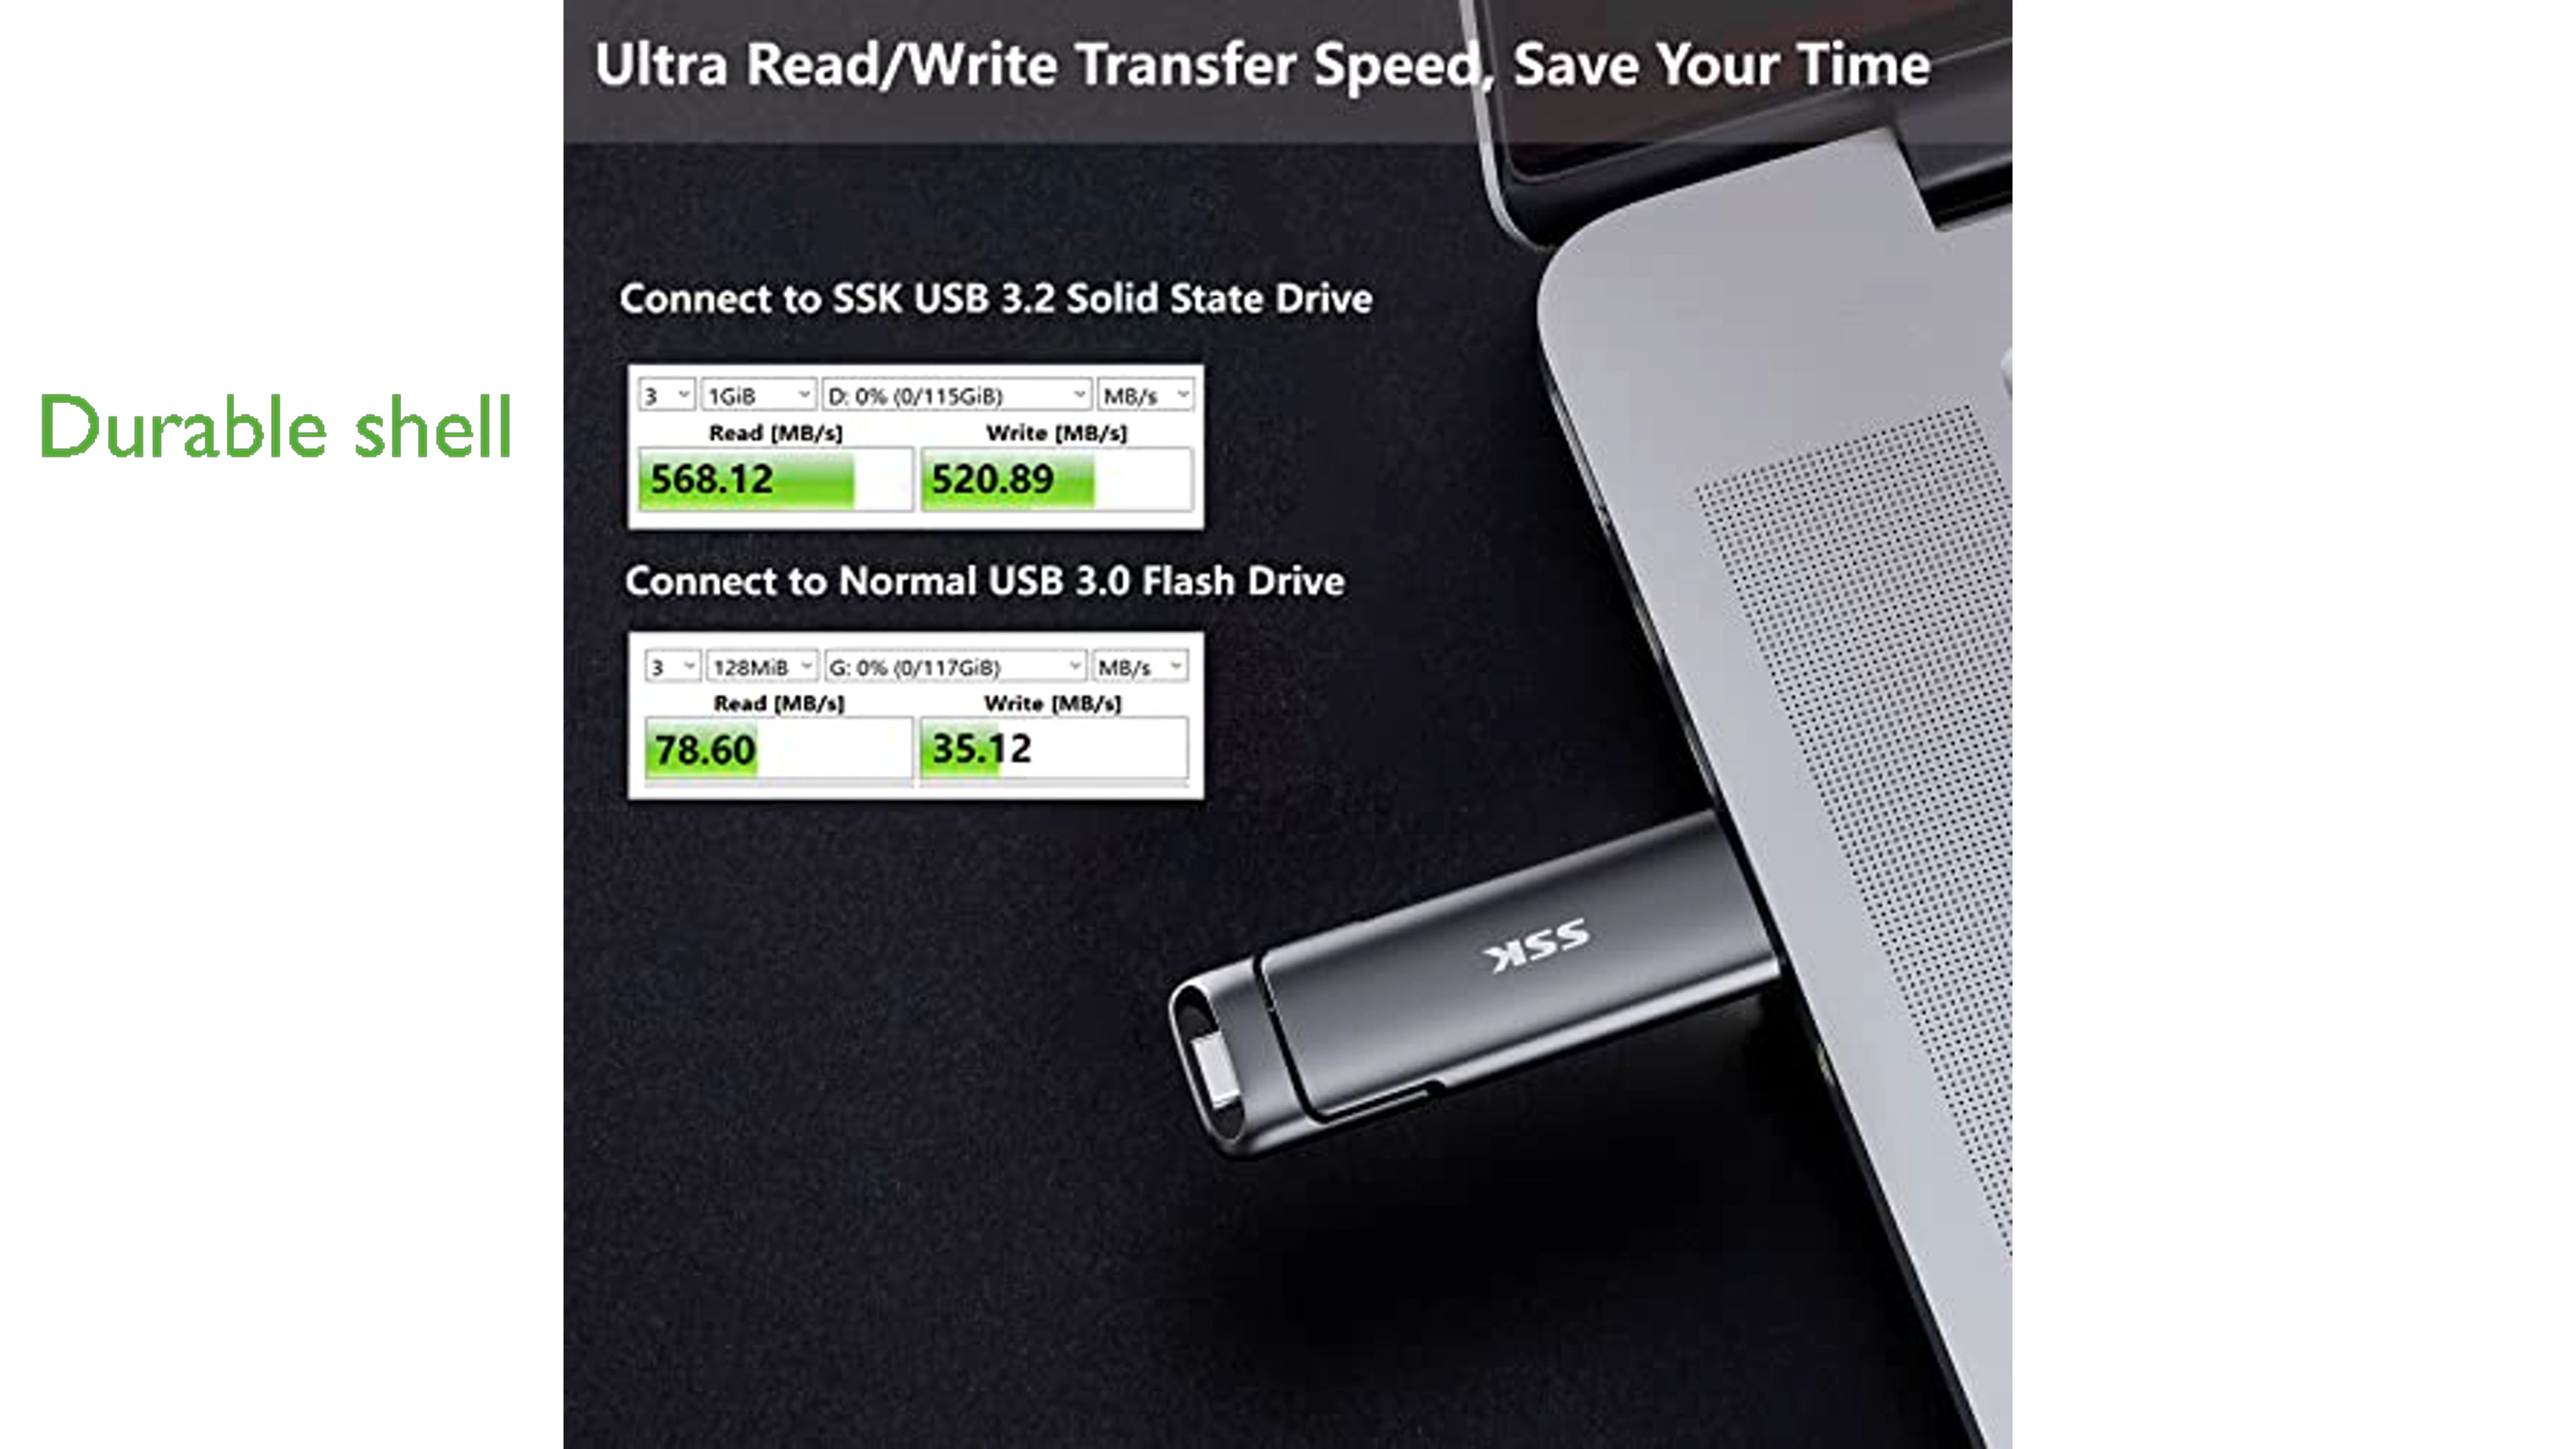 Ultra Read/Write Transfer Speed, Save Your Time
Connect to SSK USB 3.2 Solid State Drive
Durable shell
3 1GiB D: 0% (0/115GiB) MB/s
Read [MB/s] Write [MB/s]
568.12 520.89
Connect to Normal USB 3.0 Flash Drive
3 128MiB G: 0% (0/117GiB) MB/s
Read [MB/s] Write [MB/s]
78.60 35.12
SSK